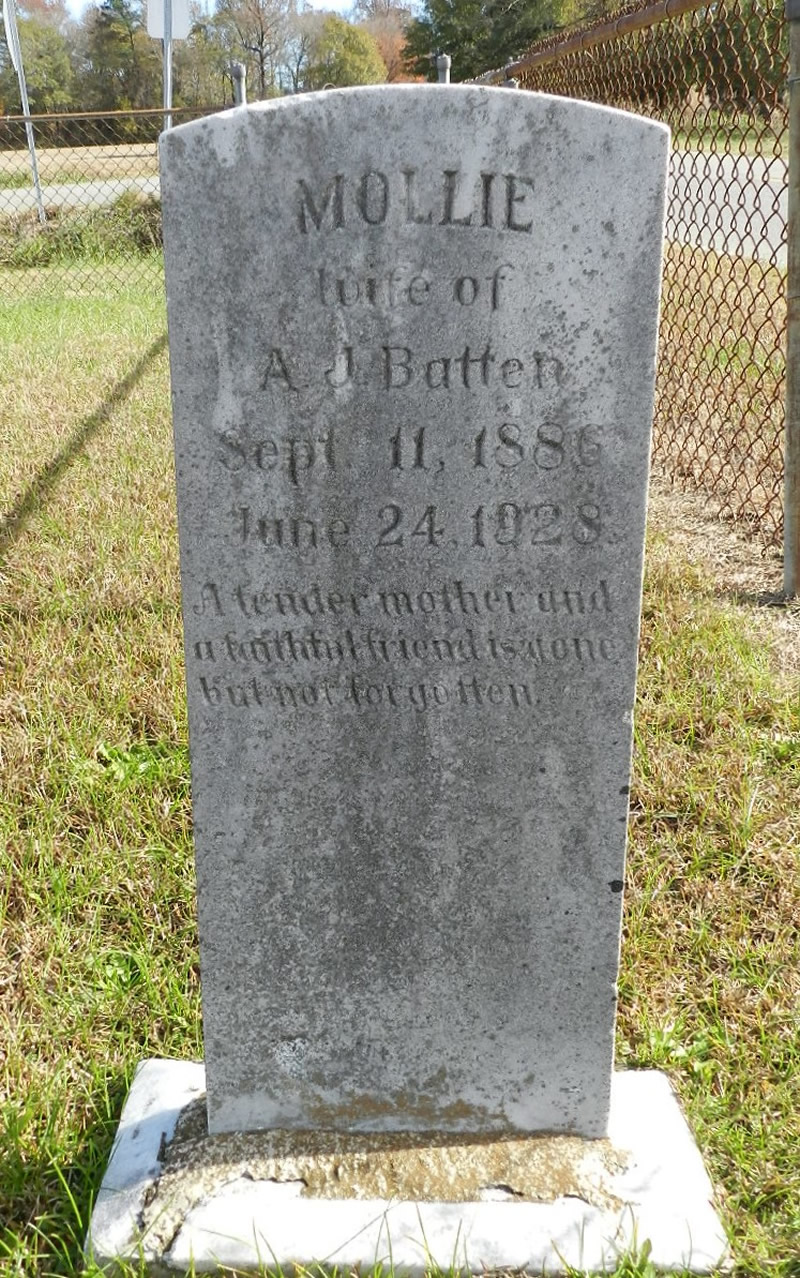 MOLLIE
wife of
A. J. Batten
Sept. 11, 1886
June 24, 1928.
A tender mother and
a faithful friend is gone
but not forgotten.